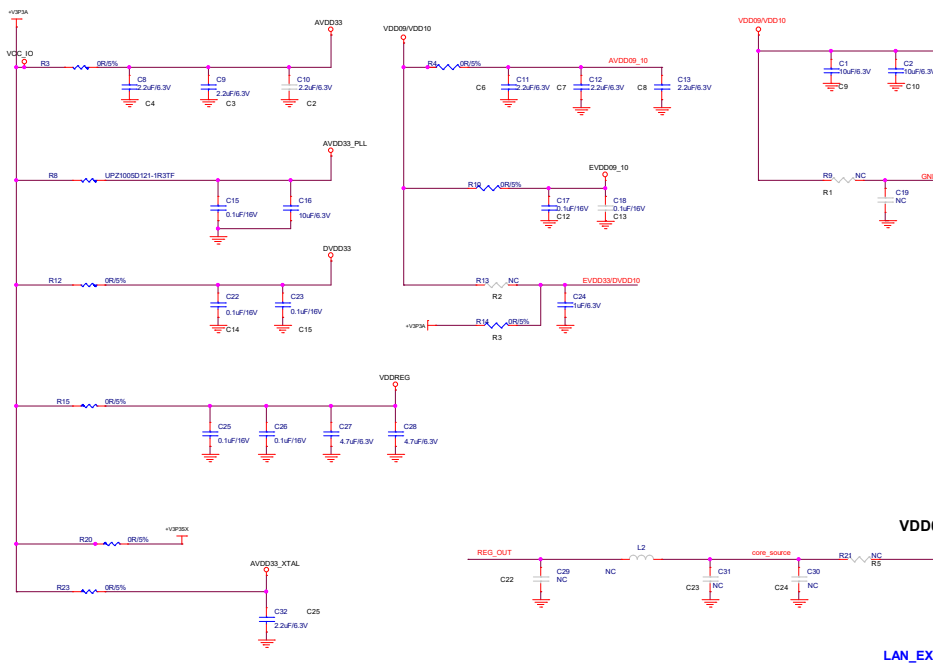 +V3P3A
AVDD33
VCC_IO
R3 0R/5%
C8
2.2uF/6.3V
C4
C9
2.2uF/6.3V
C3
C10
2.2uF/6.3V
C2
AVDD33_PLL
R8 UPZ1005D121-1R3TF
C15
0.1uF/16V
C16
10uF/6.3V
DVDD33
R12 0R/5%
C22
0.1uF/16V
C14
C23
0.1uF/16V
C15
VDDREG
R15 0R/5%
C25
0.1uF/16V
C26
0.1uF/16V
C27
4.7uF/6.3V
C28
4.7uF/6.3V
+V3P3SX
R20 0R/5%
AVDD33_XTAL
R23 0R/5%
C32 C25
2.2uF/6.3V
VDD09/VDD10
R4 0R/5%
AVDD09_10
C11
C6 2.2uF/6.3V
C12
C7 2.2uF/6.3V
C13
C8 2.2uF/6.3V
EVDD09_10
R10 0R/5%
C17
0.1uF/16V
C12
C18
0.1uF/16V
C13
R13 NC
R2
EVDD33/DVDD10
C24
1uF/6.3V
+V3P3A
R14 0R/5%
R3
VDD09/VDD10
C1
10uF/6.3V
C9
C2
10uF/6.3V
C10
R9 NC
R1
GN
C19
NC
VDD0
REG_OUT
L2
NC
core_source
R21 NC
R5
C29
C22 NC
C31
C23 NC
C30
C24 NC
LAN_EX